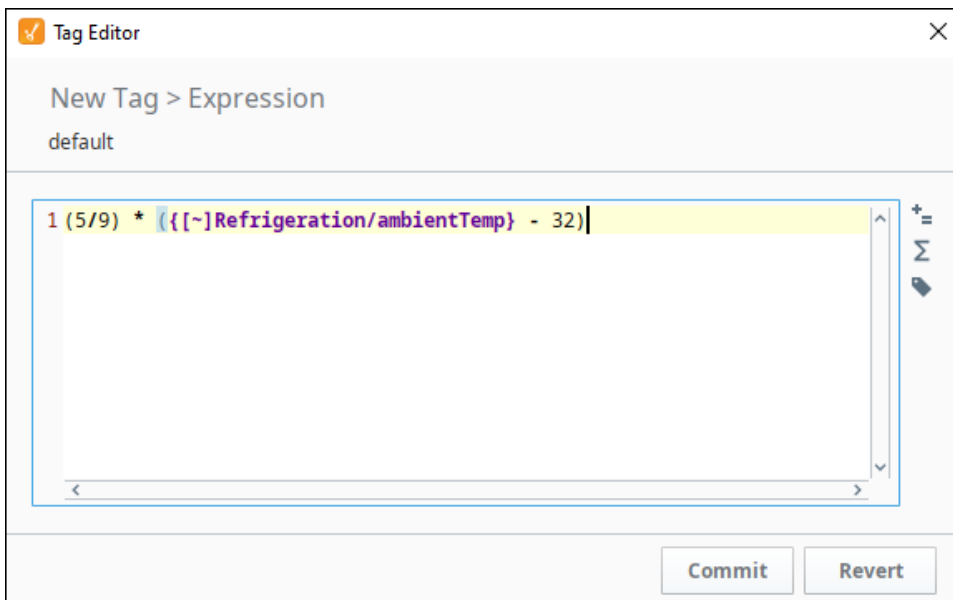 Tag Editor
New Tag > Expression
default
1 (5/9) * ({[~]Refrigeration/ambientTemp} - 32)
Commit Revert